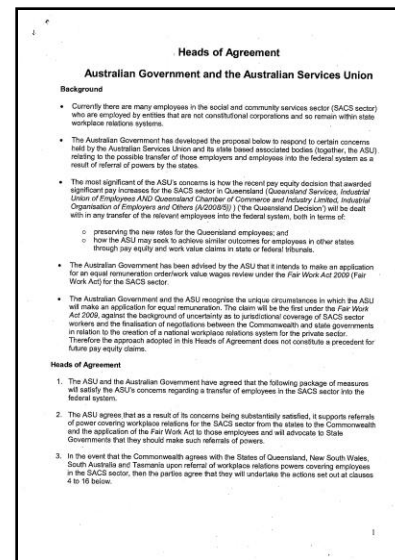 Heads of Agreement
Australian Government and the Australian Services Union
Background
• Currently there are many employees in the social and community services sector (SACS sector)
who are employed by entities that are not constitutional corporations and so remain within state
workplace relations systems.
• The Australian Government has developed the proposal below to respond to certain concerns
held by the Australian Services Union and its state based associated bodies (together, the ASU)
relating to the possible transfer of those employers and employees into the federal system as a
result of referral of powers by the states.
• The most significant of the ASU's concerns is how the recent pay equity decision that awarded
significant pay increases for the SACS sector in Queensland (Queensland Services, Industrial
Union of Employees AND Queensland Chamber of Commerce and Industry Limited, Industrial
Organisation of Employers and Others (A/2008/5)) ('the Queensland Decision') will be dealt
with in any transfer of the relevant employees into the federal system, both in terms of:
o preserving the new rates for the Queensland employees; and
o how the ASU may seek to achieve similar outcomes for employees in other states
through pay equity and work value claims in state or federal tribunals.
• The Australian Government has been advised by the ASU that it intends to make an application
for an equal remuneration order/work value wages review under the Fair Work Act 2009 (Fair
Work Act) for the SACS sector.
• The Australian Government and the ASU recognise the unique circumstances in which the ASU
will make an application for equal remuneration. The claim will be the first under the Fair Work
Act 2009, against the background of uncertainty as to jurisdictional coverage of SACS sector
workers and the finalisation of negotiations between the Commonwealth and state governments
in relation to the creation of a national workplace relations system for the private sector.
Therefore the approach adopted in this Heads of Agreement does not constitute a precedent for
future pay equity claims.
Heads of Agreement
1. The ASU and the Australian Government have agreed that the following package of measures
will satisfy the ASU's concerns regarding a transfer of employees in the SACS sector into the
federal system.
2. The ASU agrees that as a result of its concerns being substantially satisfied, it supports referrals
of power covering workplace relations for the SACS sector from the states to the Commonwealth
and the application of the Fair Work Act to those employees and will advocate to State
Governments that they should make such referrals of powers.
3. In the event that the Commonwealth agrees with the States of Queensland, New South Wales,
South Australia and Tasmania upon referral of workplace relations powers covering employees
in the SACS sector, then the parties agree that they will undertake the actions set out at clauses
4 to 16 below.
1